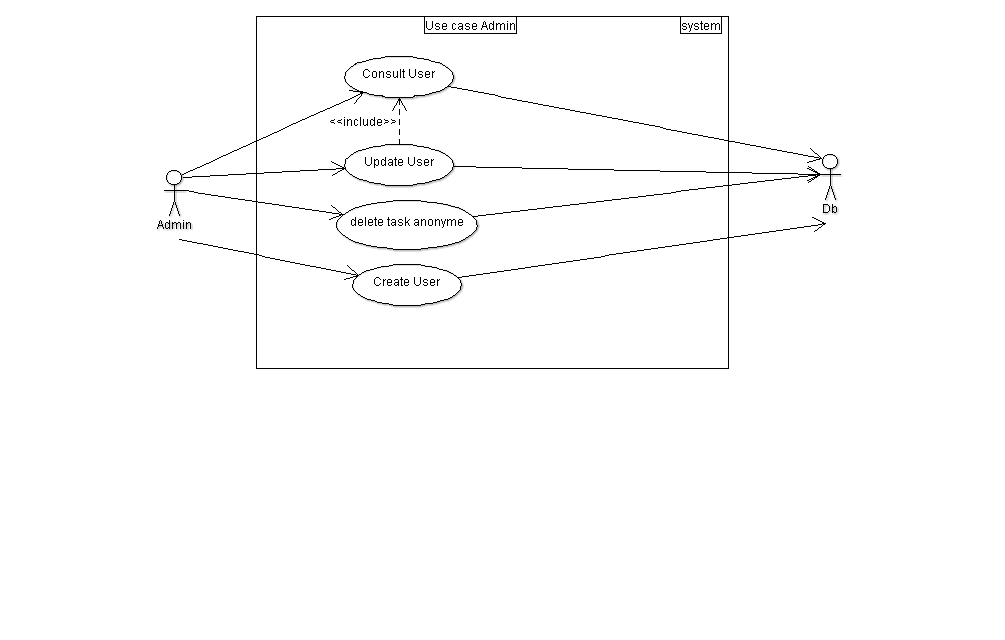 Use case Admin
system
Consult User
<<include>>
Update User
delete task anonyme
Create User
Admin
Db